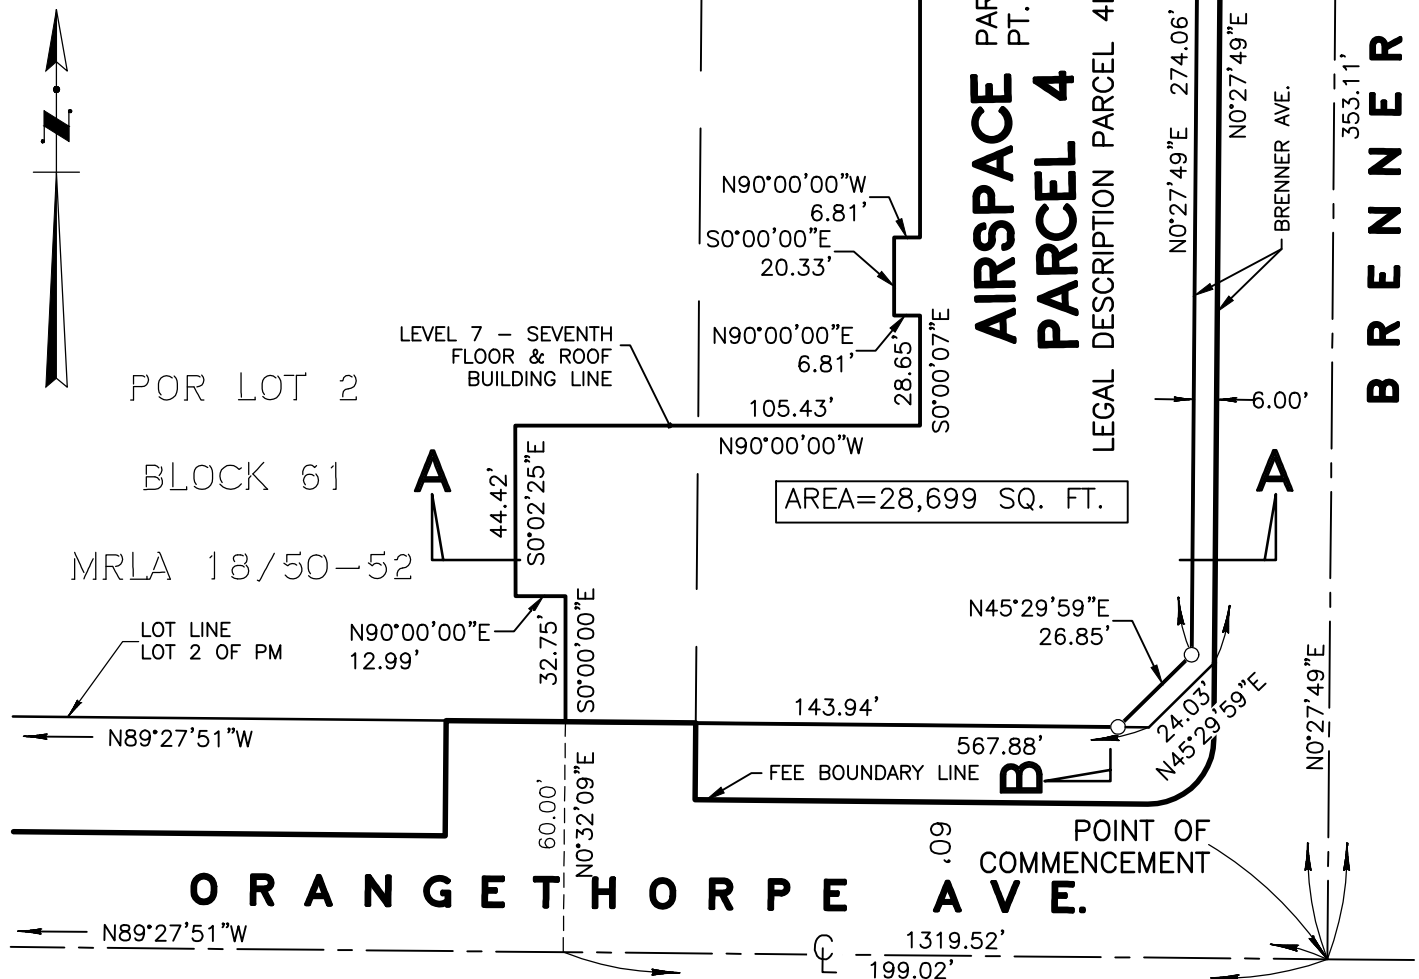 N
PAR
PT.
AIRSPACE
PARCEL 4
LEGAL DESCRIPTION PARCEL 4
N0°27'49"E 274.06'
N0°27'49"E
BRENNER AVE.
353.11'
BRENNER
N90°00'00"W
6.81'
S0°00'00"E
20.33'
N90°00'00"E
6.81'
28.65'
S0°00'07"E
LEVEL 7 – SEVENTH
FLOOR & ROOF
BUILDING LINE
105.43'
N90°00'00"W
6.00'
POR LOT 2
BLOCK 61
MRLA 18/50–52
A
44.42'
S0°02'25"E
AREA=28,699 SQ. FT.
A
LOT LINE
LOT 2 OF PM
N90°00'00"E
12.99'
32.75'
S0°00'00"E
N45°29'59"E
26.85'
143.94'
24.03'
N45°29'59"E
N0°27'49"E
N89°27'51"W
567.88'
FEE BOUNDARY LINE
B
60.00'
N0°32'09"E
60'
POINT OF
COMMENCEMENT
ORANGETHORPE AVE.
N89°27'51"W
CL
1319.52'
199.02'